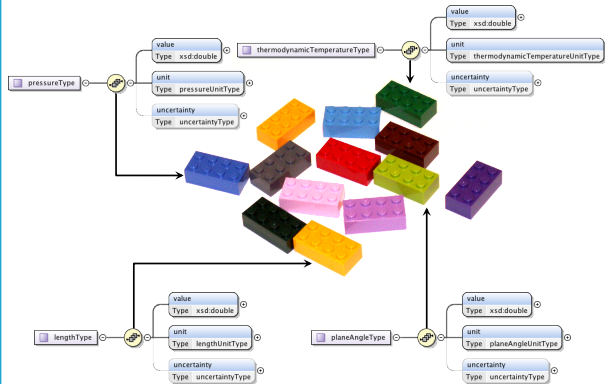 value
Type xsd:double
thermodynamicTemperatureType
unit
Type thermodynamicTemperatureUnitType
uncertainty
Type uncertaintyType
value
Type xsd:double
pressureType
unit
Type pressureUnitType
uncertainty
Type uncertaintyType
value
Type xsd:double
lengthType
unit
Type lengthUnitType
uncertainty
Type uncertaintyType
value
Type xsd:double
planeAngleType
unit
Type planeAngleUnitType
uncertainty
Type uncertaintyType